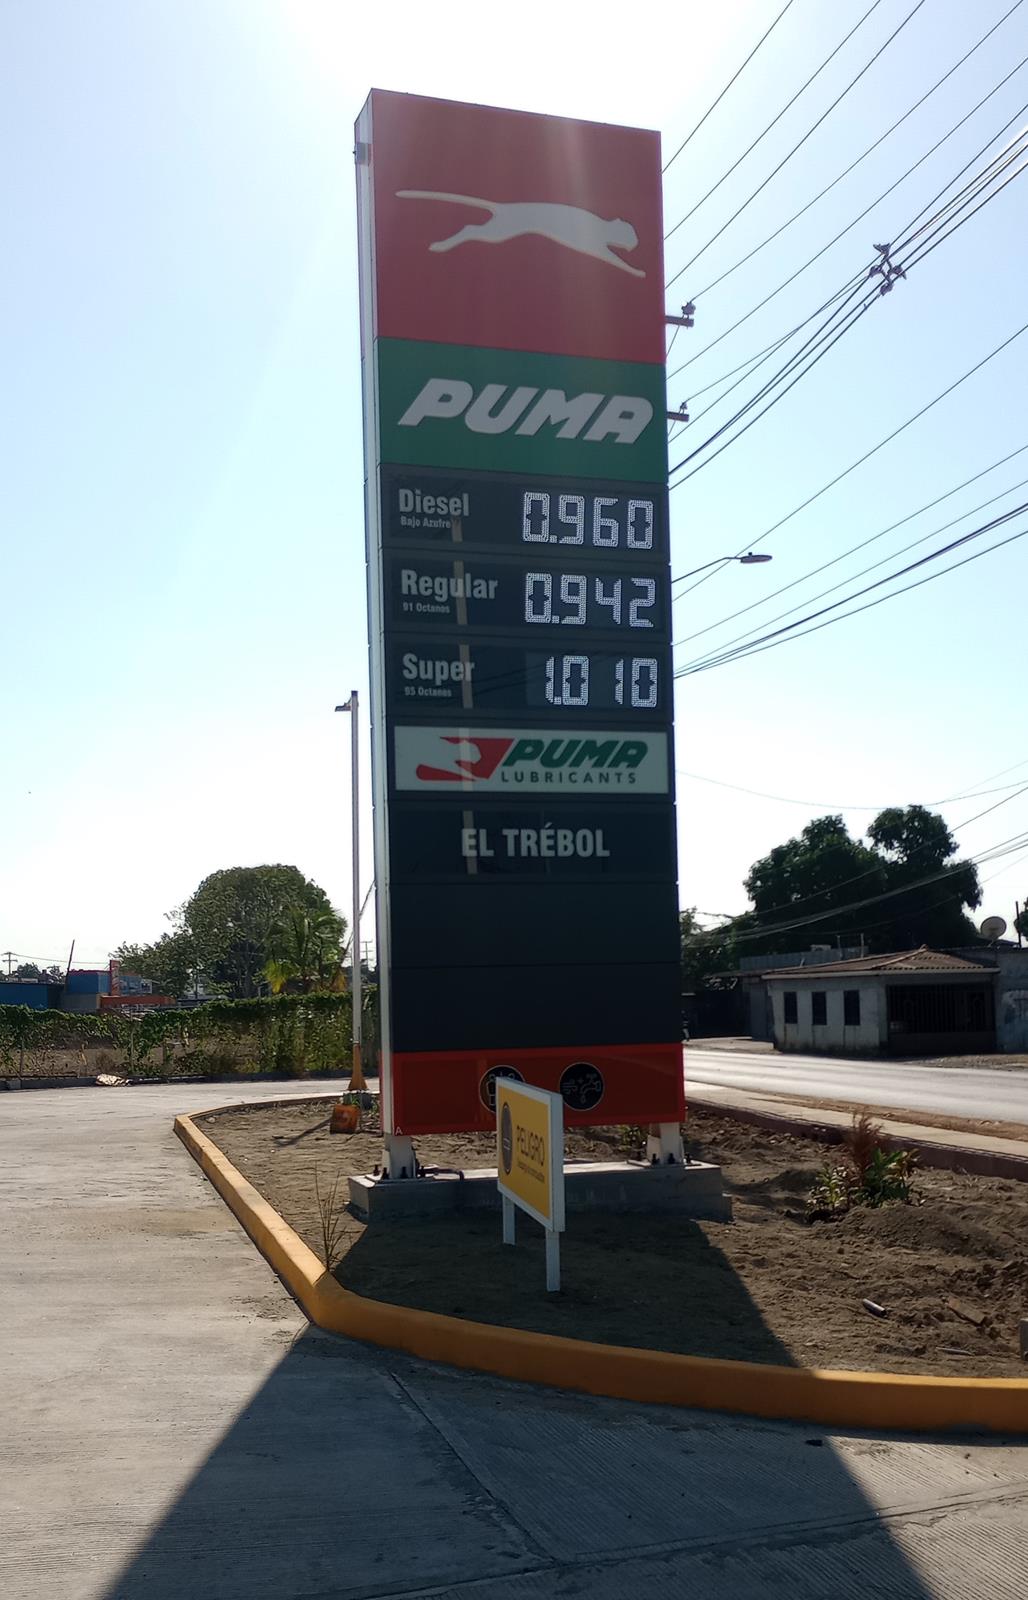 PUMA
Diesel 0.960
Bajo Azufre
Regular 0.942
91 Octanos
Super 1.010
95 Octanos
PUMA
LUBRICANTS
EL TRÉBOL
A
PELIGRO